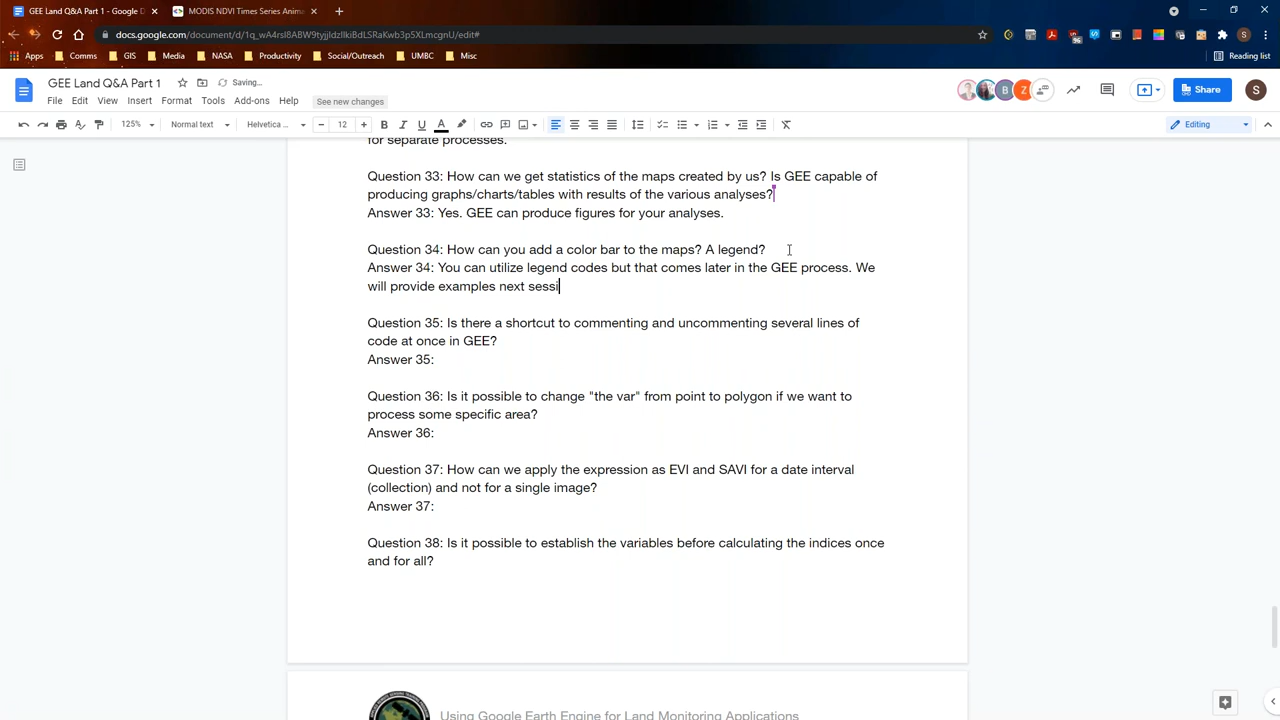 GEE Land Q&A Part 1 - Google D
MODIS NDVI Times Series Anima
docs.google.com/document/d/1q_wA4rsI8ABW9tyjjIdzIlkiBdLSRaKwb3p5XLmcgnU/edit#
Apps Comms GIS Media NASA Productivity Social/Outreach UMBC Misc Reading list
GEE Land Q&A Part 1 Saving...
File Edit View Insert Format Tools Add-ons Help See new changes
B Z Share S
125% Normal text Helvetica ... 12 B I U A Editing
for separate processes.
Question 33: How can we get statistics of the maps created by us? Is GEE capable of
producing graphs/charts/tables with results of the various analyses?
Answer 33: Yes. GEE can produce figures for your analyses.
Question 34: How can you add a color bar to the maps? A legend?
Answer 34: You can utilize legend codes but that comes later in the GEE process. We
will provide examples next sessi
Question 35: Is there a shortcut to commenting and uncommenting several lines of
code at once in GEE?
Answer 35:
Question 36: Is it possible to change "the var" from point to polygon if we want to
process some specific area?
Answer 36:
Question 37: How can we apply the expression as EVI and SAVI for a date interval
(collection) and not for a single image?
Answer 37:
Question 38: Is it possible to establish the variables before calculating the indices once
and for all?
Using Google Earth Engine for Land Monitoring Applications